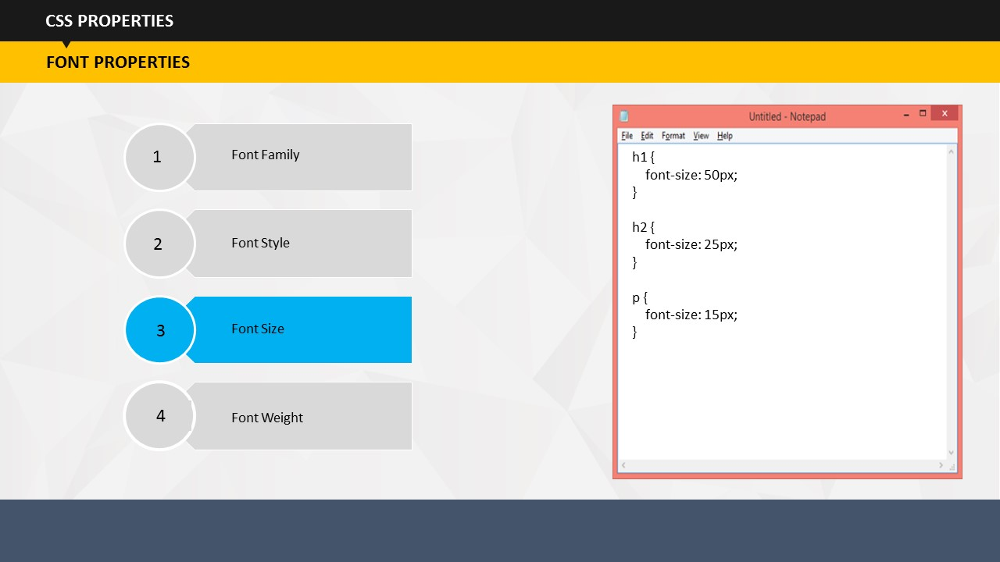 CSS PROPERTIES
FONT PROPERTIES
1
Font Family
2
Font Style
3
Font Size
4
Font Weight
Untitled - Notepad
x
File Edit Format View Help
h1 {
font-size: 50px;
}
h2 {
font-size: 25px;
}
p {
font-size: 15px;
}